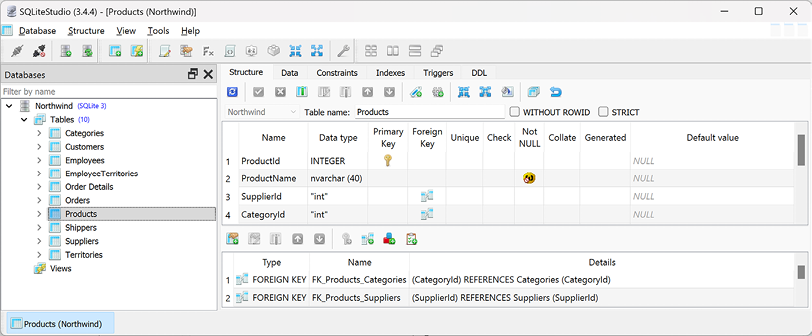 SQLiteStudio (3.4.4) - [Products (Northwind)]
Database Structure View Tools Help
Databases
Filter by name
Northwind (SQLite 3)
Tables (10)
Categories
Customers
Employees
EmployeeTerritories
Order Details
Orders
Products
Shippers
Suppliers
Territories
Views
Structure Data Constraints Indexes Triggers DDL
Northwind Table name: Products WITHOUT ROWID STRICT
Name Data type Primary Key Foreign Key Unique Check Not NULL Collate Generated Default value
1 ProductId INTEGER NULL
2 ProductName nvarchar (40) NULL
3 SupplierId "int" NULL
4 CategoryId "int" NULL
Type Name Details
1 FOREIGN KEY FK_Products_Categories (CategoryId) REFERENCES Categories (CategoryId)
2 FOREIGN KEY FK_Products_Suppliers (SupplierId) REFERENCES Suppliers (SupplierId)
Products (Northwind)